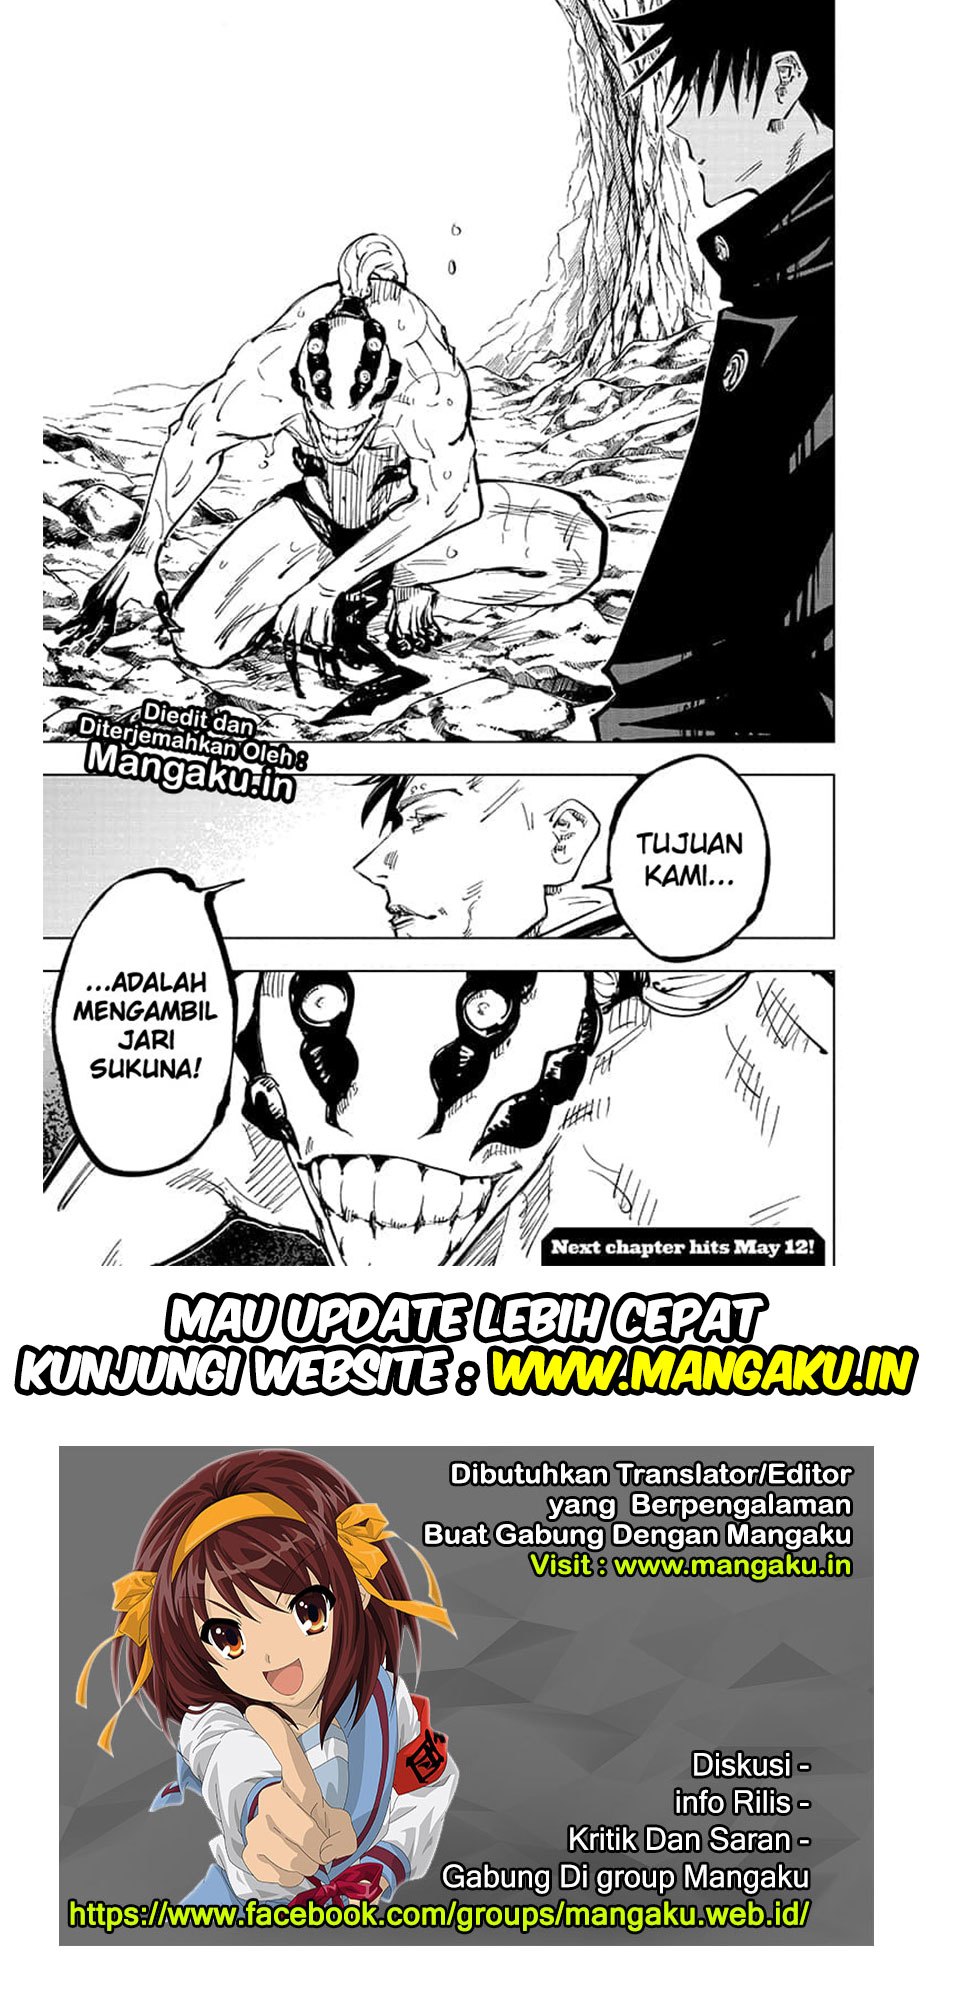 Diedit dan
Diterjemahkan Oleh :
Mangaku.in
TUJUAN
KAMI...
...ADALAH
MENGAMBIL
JARI
SUKUNA!
Next chapter hits May 12!
MAU UPDATE LEBIH CEPAT
KUNJUNGI WEBSITE : WWW.MANGAKU.IN
Dibutuhkan Translator/Editor
yang Berpengalaman
Buat Gabung Dengan Mangaku
Visit : www.mangaku.in
Diskusi -
info Rilis -
Kritik Dan Saran -
Gabung Di group Mangaku
https://www.facebook.com/groups/mangaku.web.id/